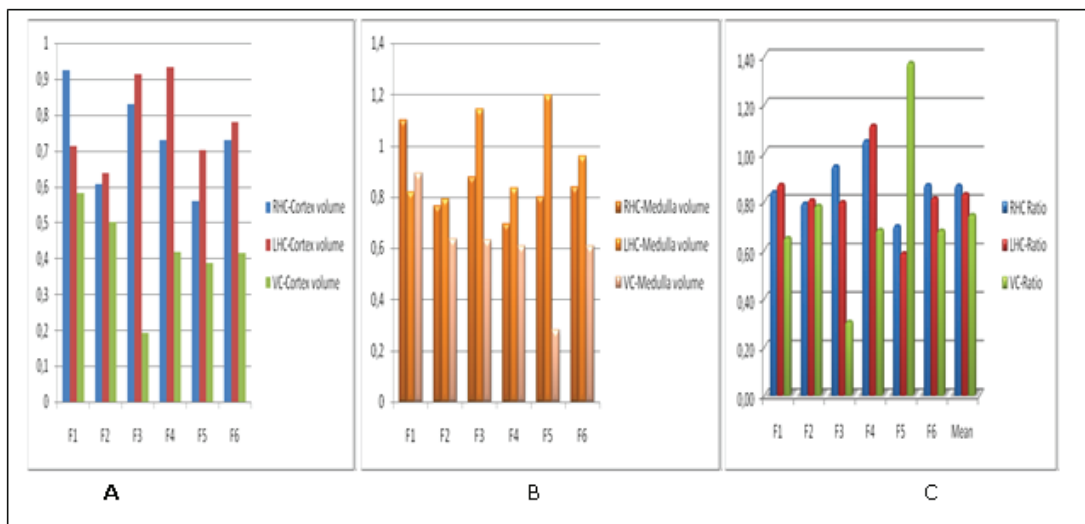 1
0,9
0,8
0,7
0,6
0,5
0,4
0,3
0,2
0,1
0
F1 F2 F3 F4 F5 F6
RHC-Cortex volume
LHC-Cortex volume
VC-Cortex volume
A
1,4
1,2
1
0,8
0,6
0,4
0,2
0
F1 F2 F3 F4 F5 F6
RHC-Medulla volume
LHC-Medulla volume
VC-Medulla volume
B
1,40
1,20
1,00
0,80
0,60
0,40
0,20
0,00
F1 F2 F3 F4 F5 F6 Mean
RHC Ratio
LHC-Ratio
VC-Ratio
C